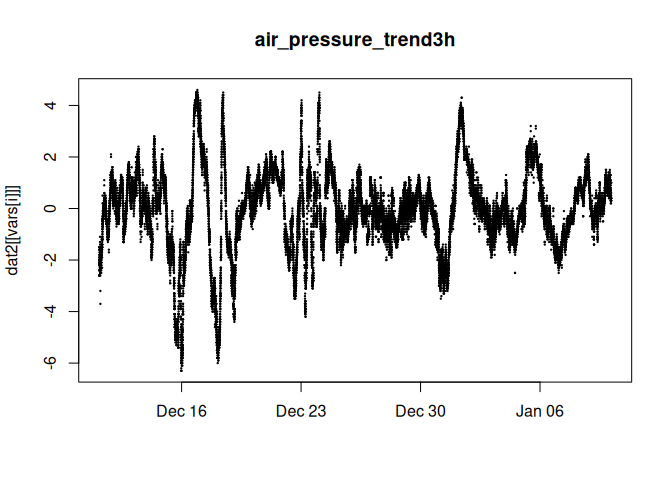 air_pressure_trend3h
dat2[[vars[i]]]
4
2
0
-2
-4
-6
Dec 16
Dec 23
Dec 30
Jan 06